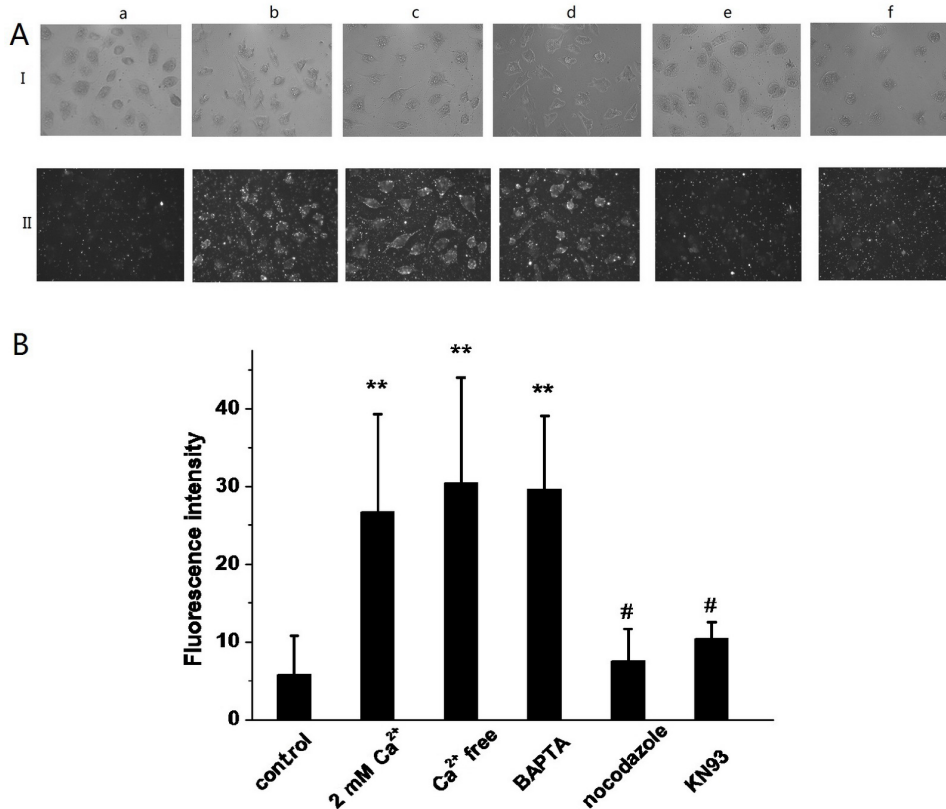 a b c d e f
A
I
II
B
** ** ** # #
Fluorescence intensity
40
30
20
10
0
control 2 mM Ca²⁺ Ca²⁺ free BAPTA nocodazole KN93